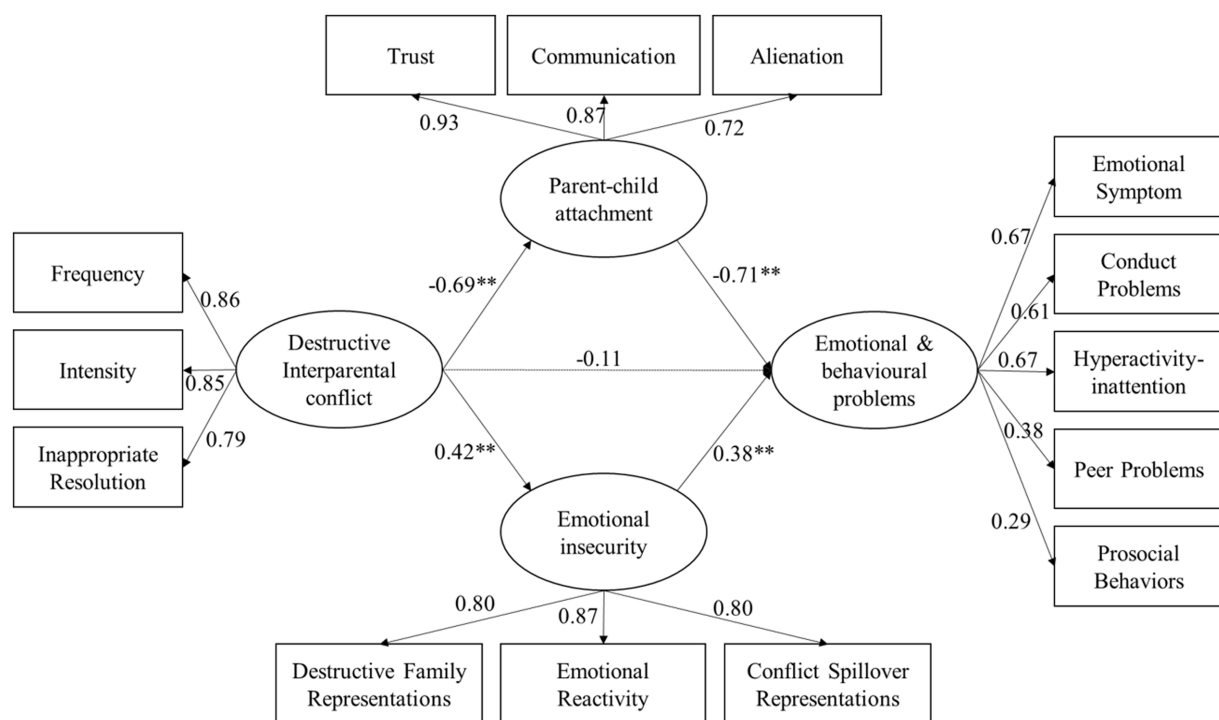 Trust
Communication
Alienation
0.93
0.87
0.72
Parent-child
attachment
Emotional
Symptom
0.67
Frequency
0.86
-0.69**
-0.71**
Conduct
Problems
0.61
Intensity
0.85
Destructive
Interparental
conflict
-0.11
Emotional &
behavioural
problems
0.67
Hyperactivity-
inattention
Inappropriate
Resolution
0.79
0.42**
0.38**
0.38
Peer Problems
Emotional
insecurity
0.29
Prosocial
Behaviors
0.80
0.87
0.80
Destructive Family
Representations
Emotional
Reactivity
Conflict Spillover
Representations